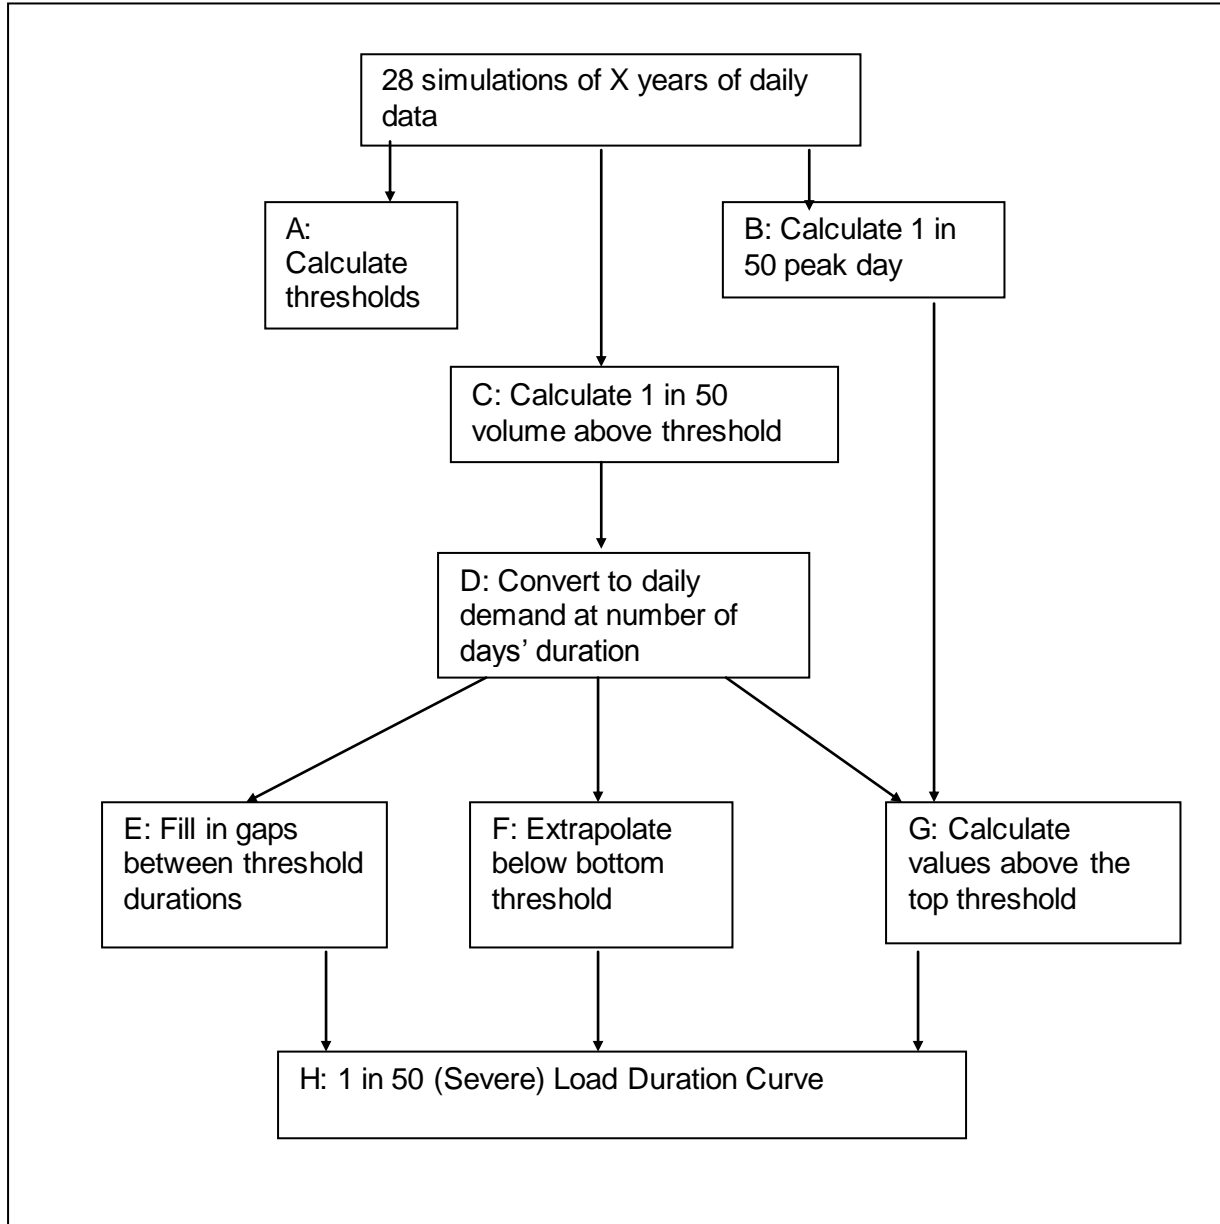 28 simulations of X years of daily
data
A:
Calculate
thresholds
B: Calculate 1 in
50 peak day
C: Calculate 1 in 50
volume above threshold
D: Convert to daily
demand at number of
days’ duration
E: Fill in gaps
between threshold
durations
F: Extrapolate
below bottom
threshold
G: Calculate
values above the
top threshold
H: 1 in 50 (Severe) Load Duration Curve